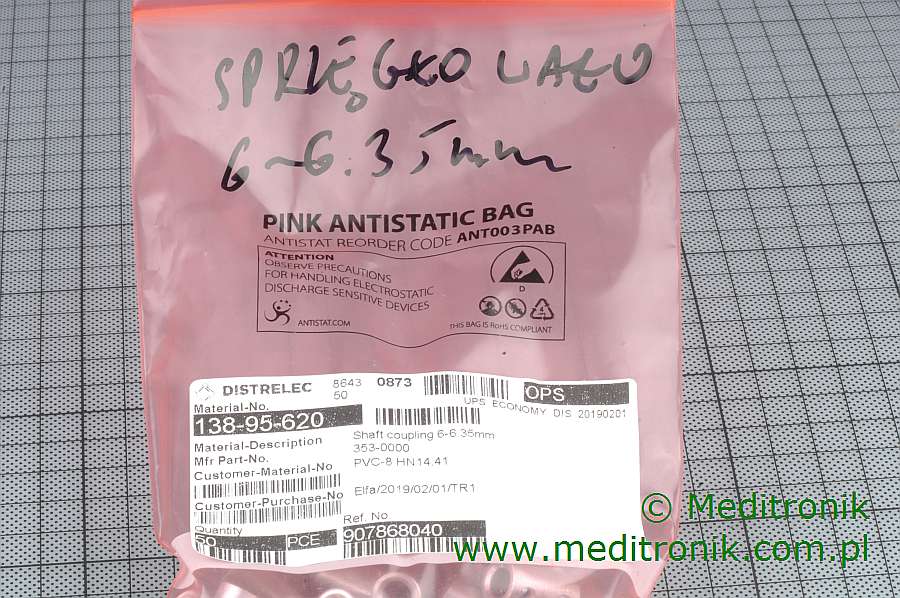 SPRZĘGŁO WAŁU
6~6.35mm
PINK ANTISTATIC BAG
ANTISTAT REORDER CODE ANT003PAB
ATTENTION
OBSERVE PRECAUTIONS
FOR HANDLING ELECTROSTATIC
DISCHARGE SENSITIVE DEVICES
D
ANTISTAT.COM
THIS BAG IS RoHS COMPLIANT
DISTRELEC 8643 0873 OPS
50
UPS ECONOMY DIS 20190201
Material-No.
138-95-620
Material-Description Shaft coupling 6-6.35mm
Mfr Part-No. 353-0000
Customer-Material-No PVC-8 HN14.41
Customer-Purchase-No Elfa/2019/02/01/TR1
Quantity Ref. No.
50 PCE 907868040
© Meditronik
www.meditronik.com.pl